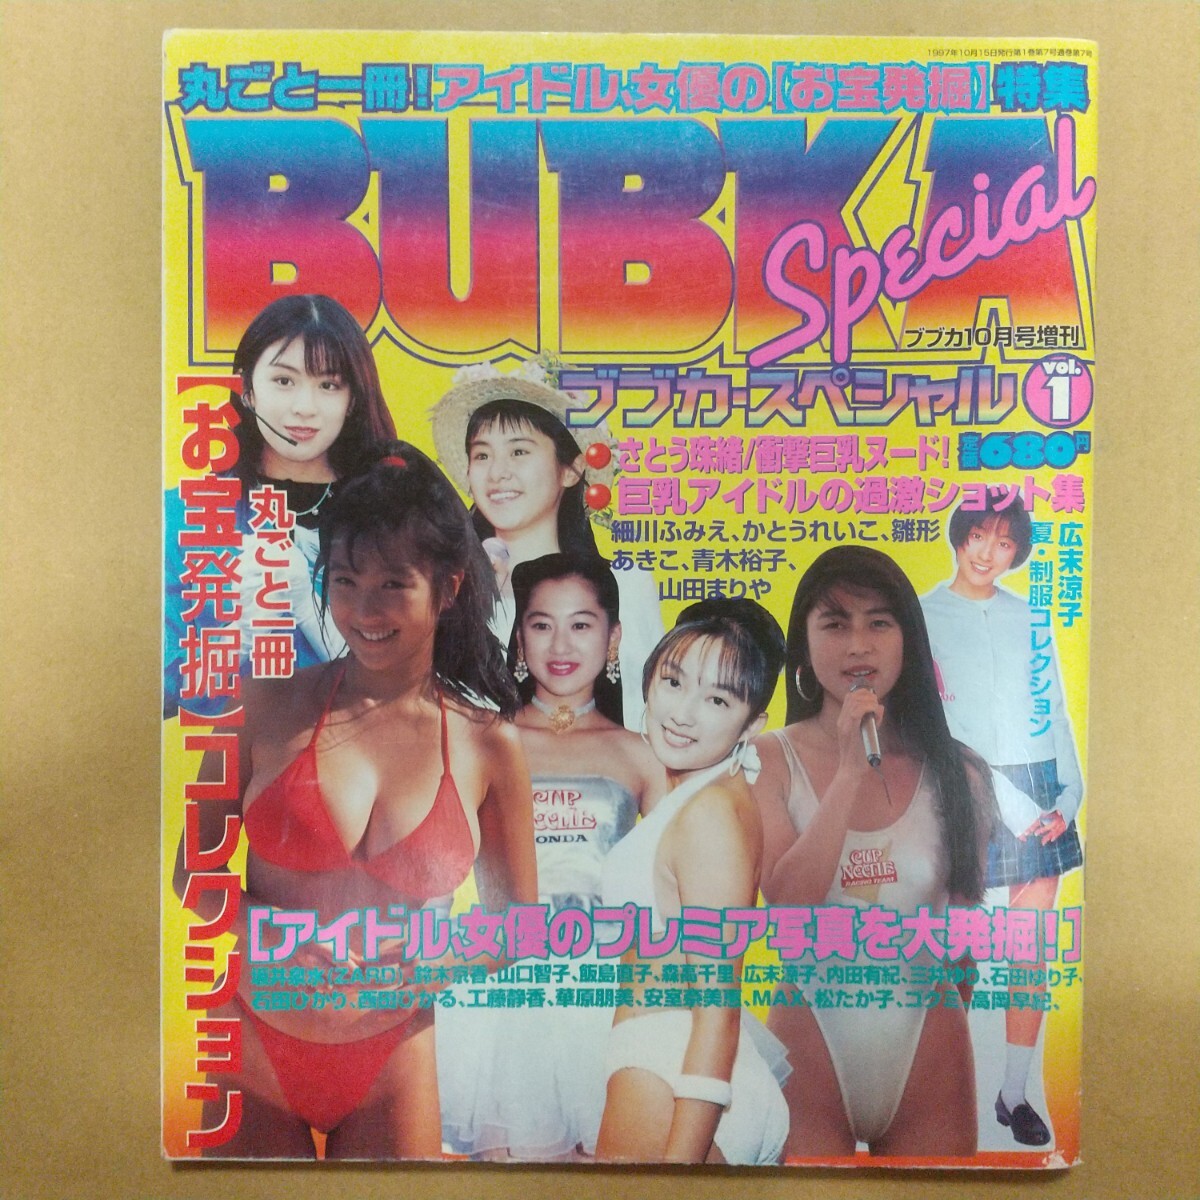 1997年10月15日発行第1巻第7号通巻第7号
丸ごと一冊!アイドル、女優の【お宝発掘】特集
BUBKA
Special
ブブカ10月号増刊
ブブカ・スペシャル vol.1
定価680円
さとう珠緒/衝撃巨乳ヌード!
巨乳アイドルの過激ショット集
細川ふみえ、かとうれいこ、雛形
あきこ、青木裕子、
山田まりや
広末涼子
夏・制服コレクション
丸ごと一冊
【お宝発掘】コレクション
CUP
NOODLE
HONDA
CUP
NOODLE
RACING TEAM
06
[アイドル、女優のプレミア写真を大発掘!]
坂井泉水(ZARD)、鈴木京香、山口智子、飯島直子、森高千里、広末涼子、内田有紀、三井ゆり、石田ゆり子、
石田ひかり、西田ひかる、工藤静香、華原朋美、安室奈美恵、MAX、松たか子、コクミ、高岡早紀、